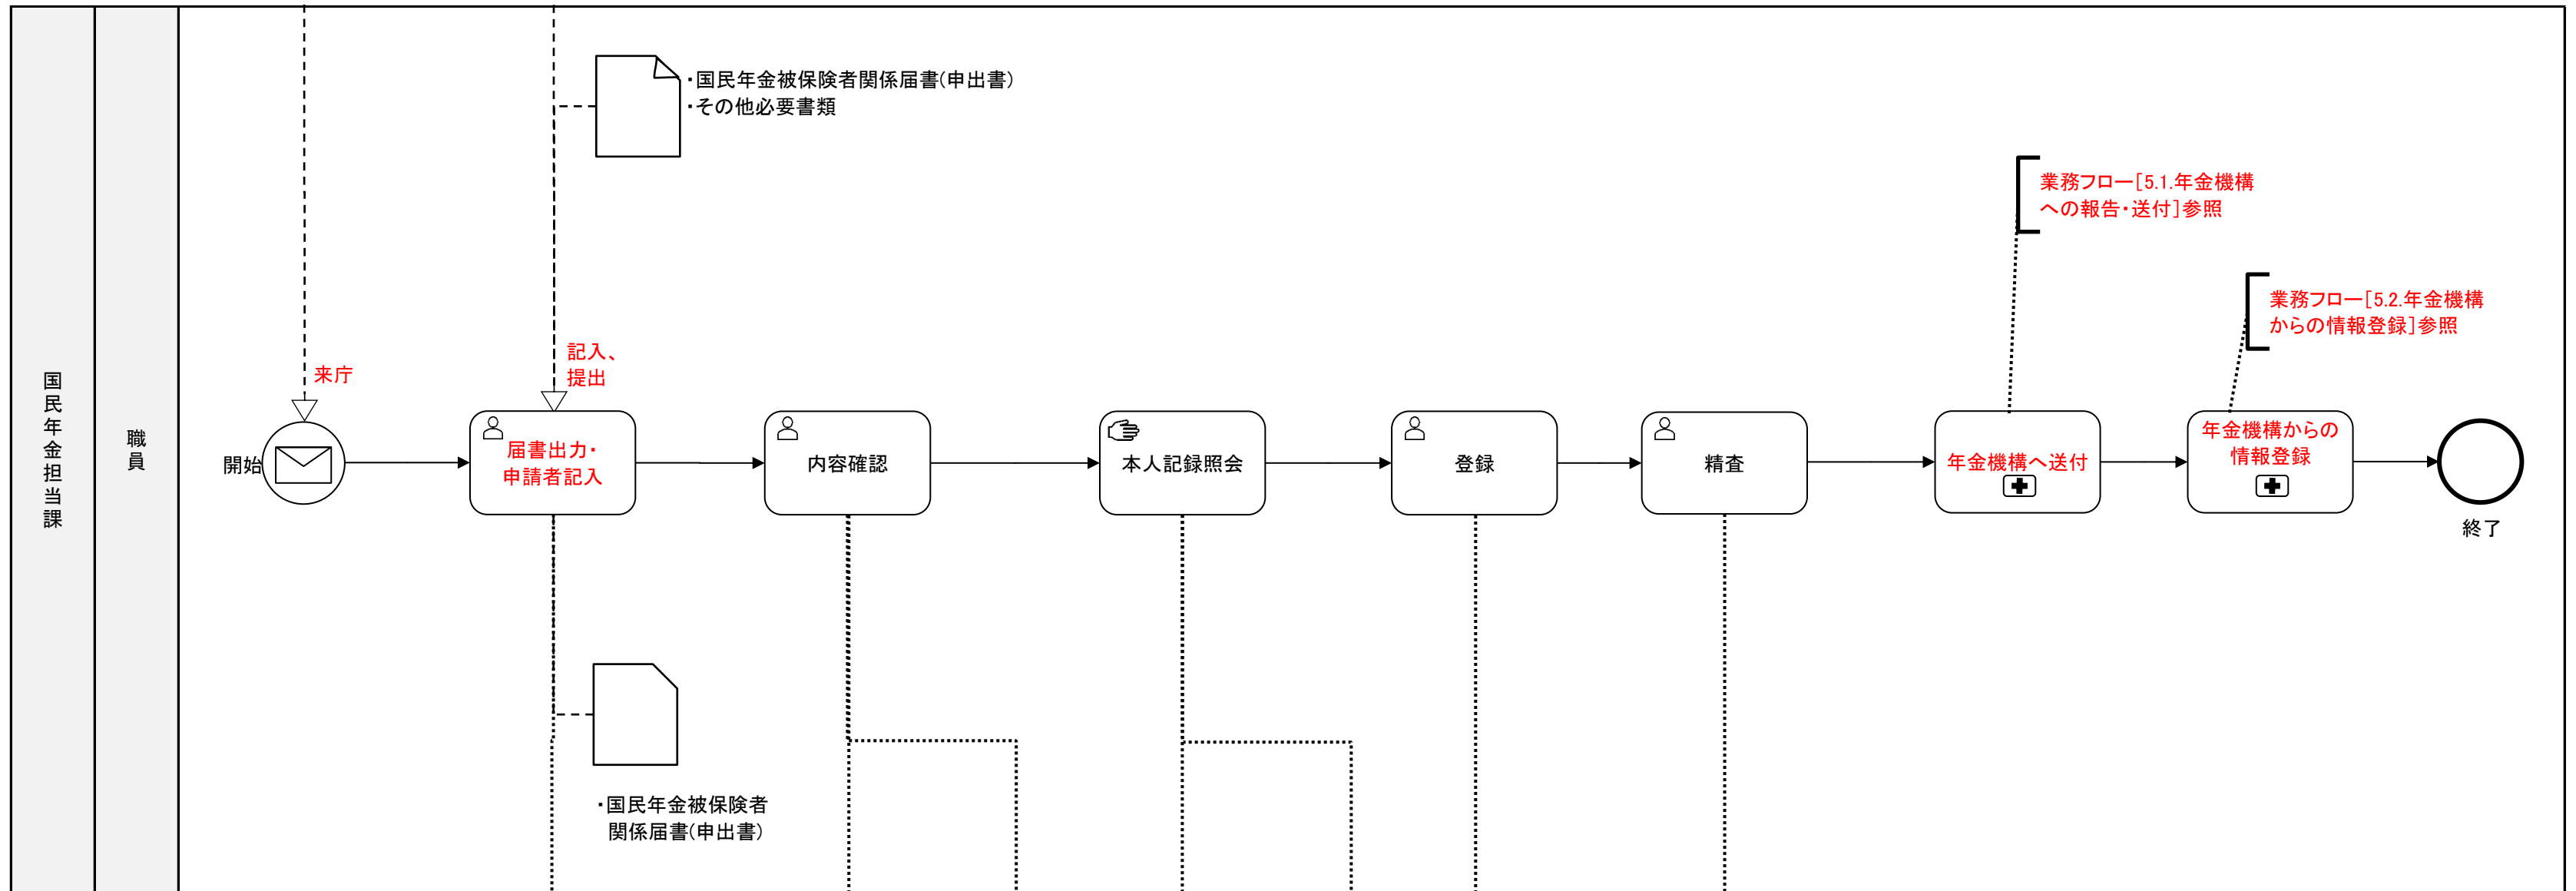 国民年金担当課
職員
・国民年金被保険者関係届書(申出書)
・その他必要書類
業務フロー[5.1.年金機構
への報告・送付]参照
業務フロー[5.2.年金機構
からの情報登録]参照
来庁
記入、
提出
開始
届書出力・
申請者記入
内容確認
本人記録照会
登録
精査
年金機構へ送付
年金機構からの
情報登録
終了
・国民年金被保険者
関係届書(申出書)